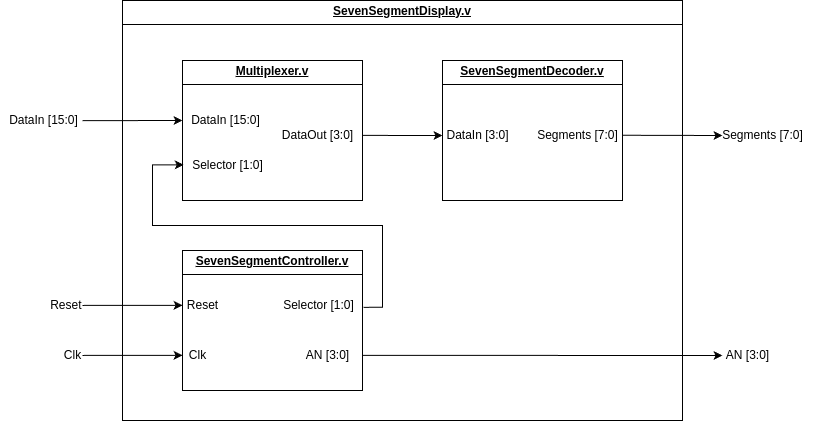 SevenSegmentDisplay.v
Multiplexer.v
SevenSegmentDecoder.v
DataIn [15:0]
DataIn [15:0]
DataOut [3:0]
DataIn [3:0]
Segments [7:0]
Segments [7:0]
Selector [1:0]
SevenSegmentController.v
Reset
Reset
Selector [1:0]
Clk
Clk
AN [3:0]
AN [3:0]